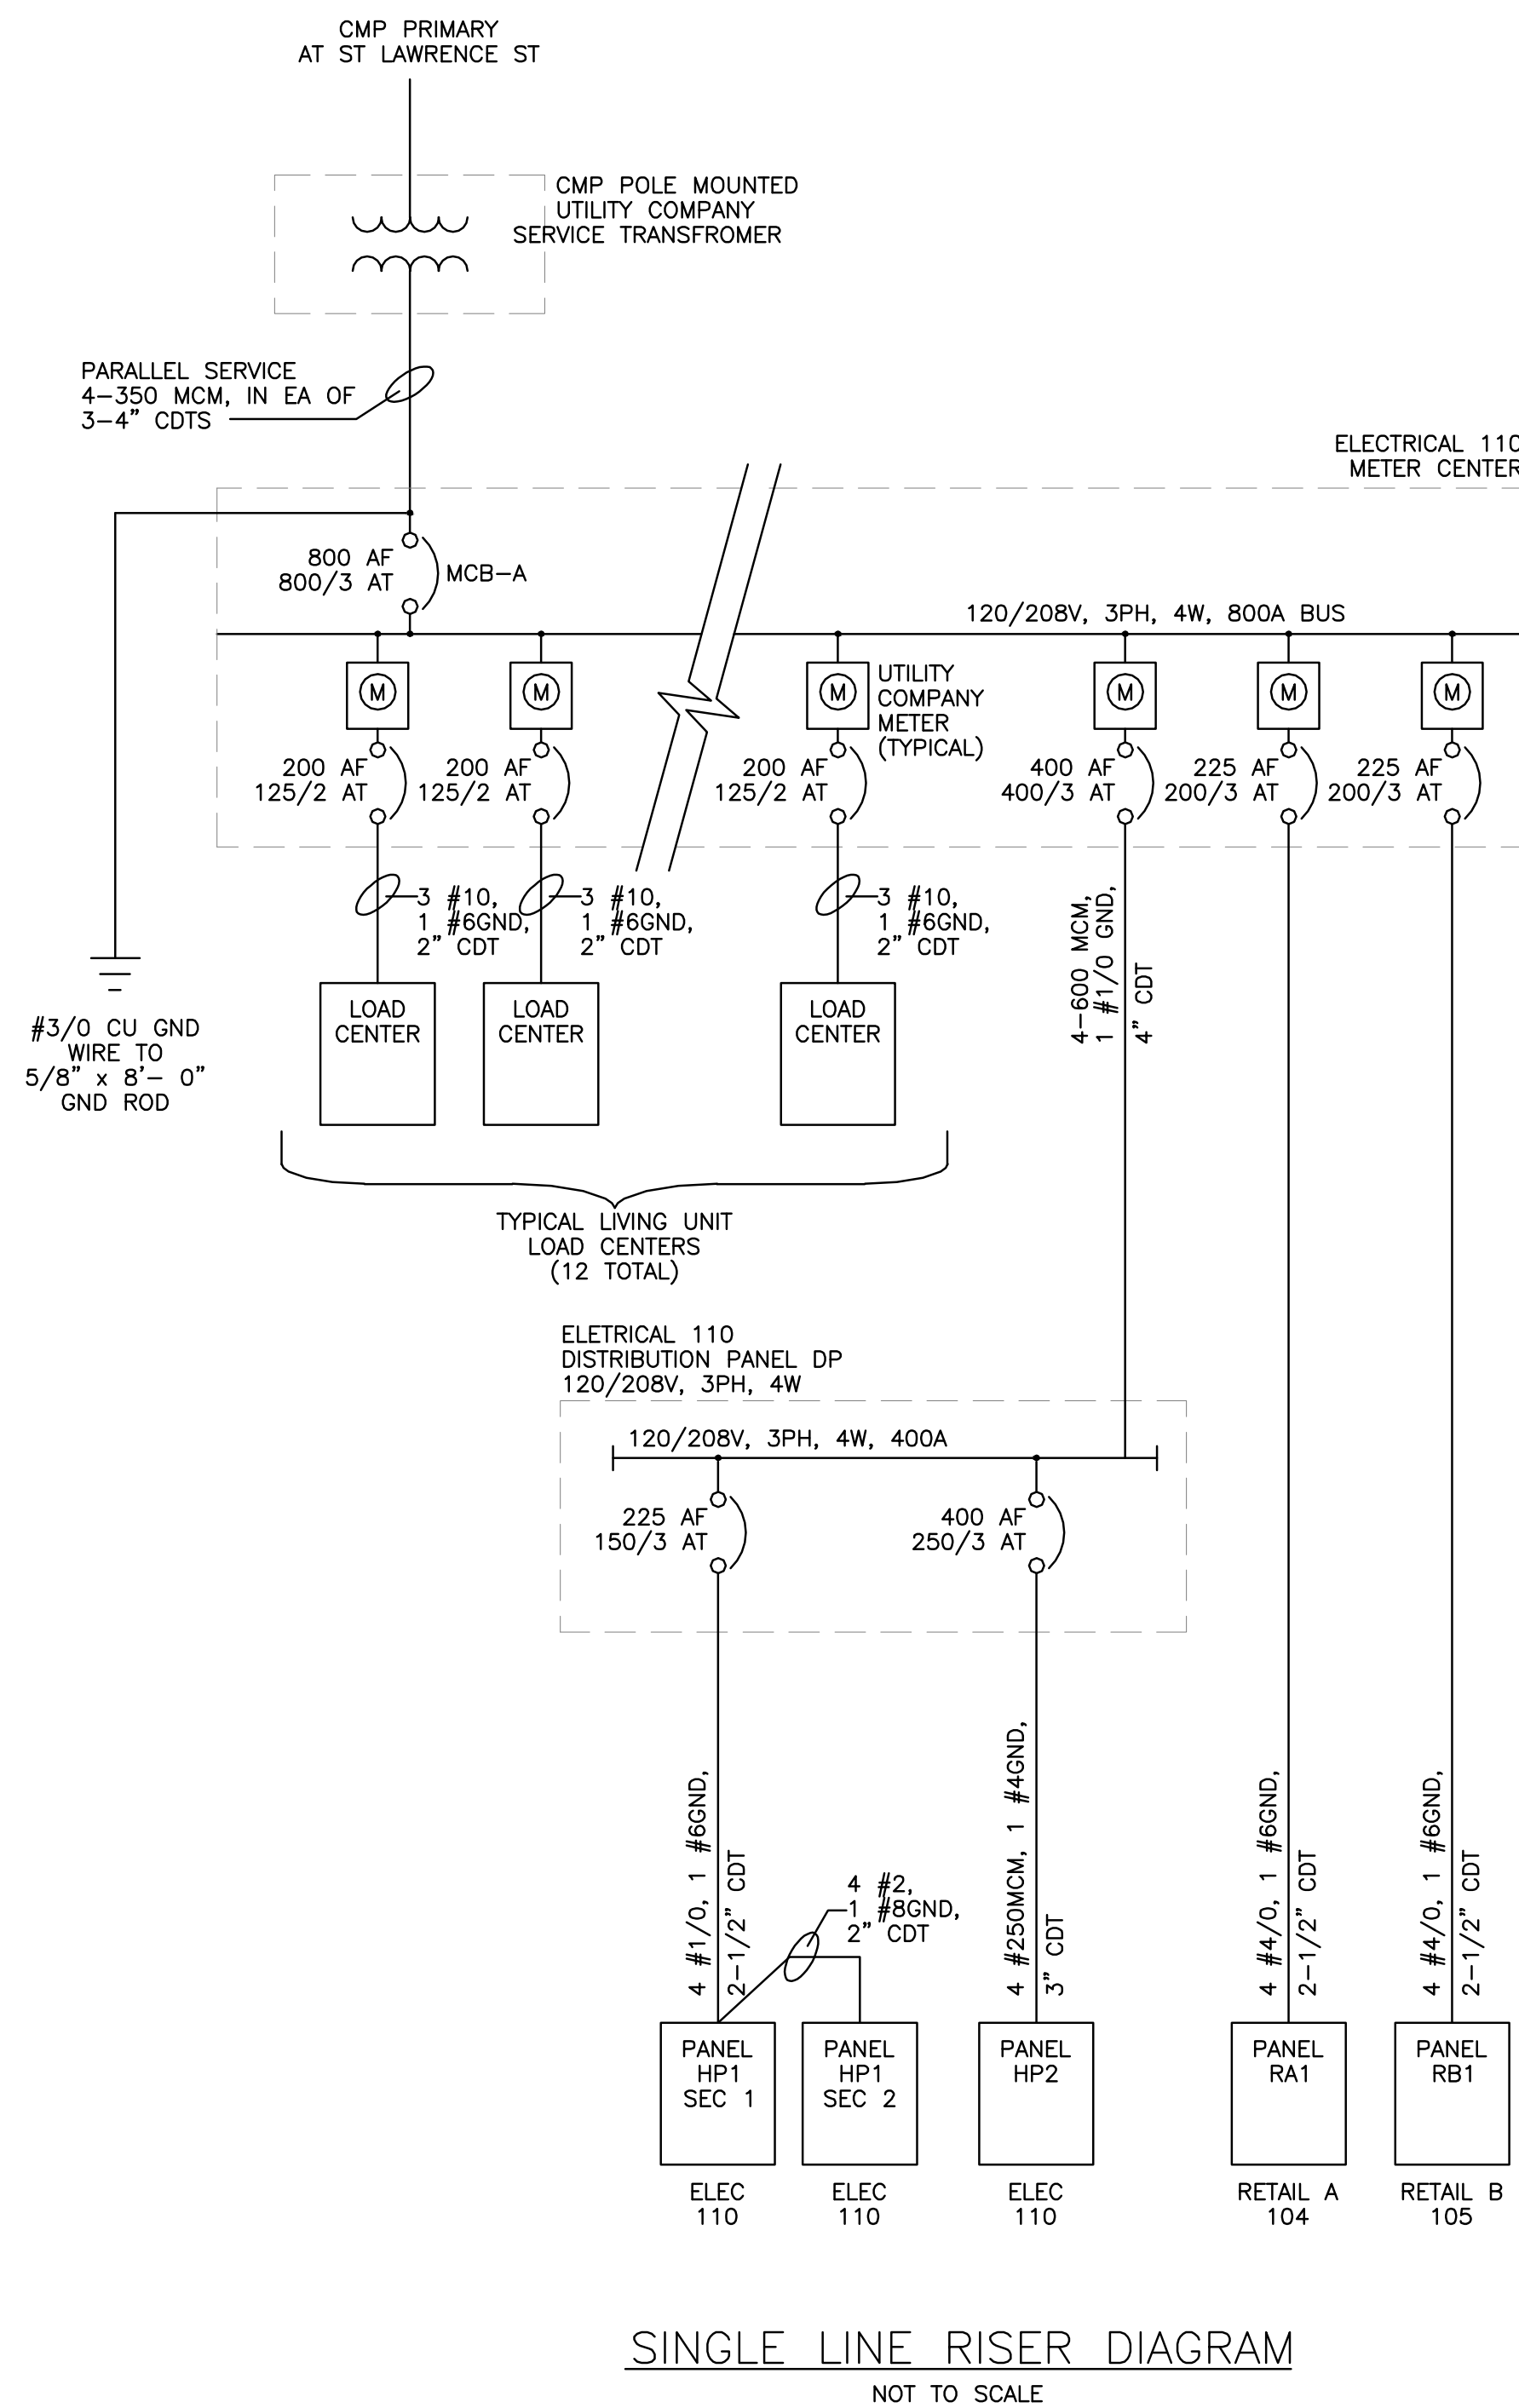 CMP PRIMARY
AT ST LAWRENCE ST
CMP POLE MOUNTED
UTILITY COMPANY
SERVICE TRANSFROMER
PARALLEL SERVICE
4-350 MCM, IN EA OF
3-4" CDTS
ELECTRICAL 110
METER CENTER
800 AF
800/3 AT
MCB-A
120/208V, 3PH, 4W, 800A BUS
M
M
M
M
M
M
UTILITY
COMPANY
METER
(TYPICAL)
200 AF
125/2 AT
200 AF
125/2 AT
200 AF
125/2 AT
400 AF
400/3 AT
225 AF
200/3 AT
225 AF
200/3 AT
3 #10,
1 #6GND,
2" CDT
3 #10,
1 #6GND,
2" CDT
3 #10,
1 #6GND,
2" CDT
4-600 MCM,
1 #1/0 GND,
4" CDT
LOAD
CENTER
LOAD
CENTER
LOAD
CENTER
#3/0 CU GND
WIRE TO
5/8" x 8'- 0"
GND ROD
TYPICAL LIVING UNIT
LOAD CENTERS
(12 TOTAL)
ELETRICAL 110
DISTRIBUTION PANEL DP
120/208V, 3PH, 4W
120/208V, 3PH, 4W, 400A
225 AF
150/3 AT
400 AF
250/3 AT
4 #1/0, 1 #6GND,
2-1/2" CDT
4 #2,
1 #8GND,
2" CDT
4 #250MCM, 1 #4GND,
3" CDT
4 #4/0, 1 #6GND,
2-1/2" CDT
4 #4/0, 1 #6GND,
2-1/2" CDT
PANEL
HP1
SEC 1
PANEL
HP1
SEC 2
PANEL
HP2
PANEL
RA1
PANEL
RB1
ELEC
110
ELEC
110
ELEC
110
RETAIL A
104
RETAIL B
105
SINGLE LINE RISER DIAGRAM
NOT TO SCALE